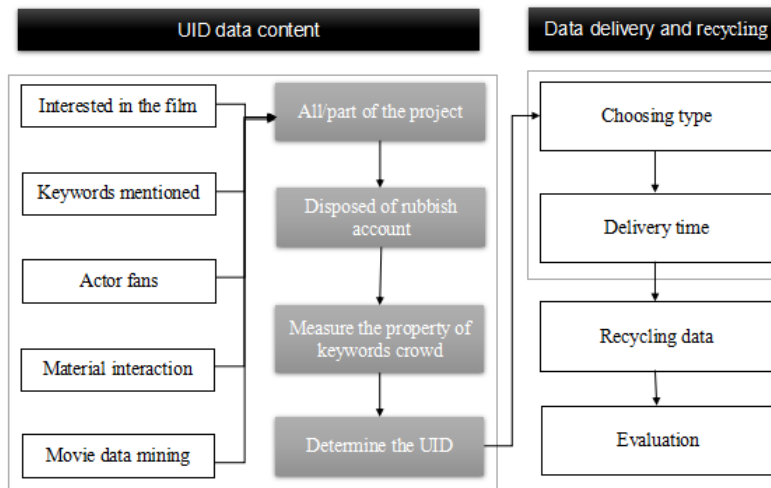 UID data content
Data delivery and recycling
Interested in the film
Keywords mentioned
Actor fans
Material interaction
Movie data mining
All/part of the project
Disposed of rubbish
account
Measure the property of
keywords crowd
Determine the UID
Choosing type
Delivery time
Recycling data
Evaluation